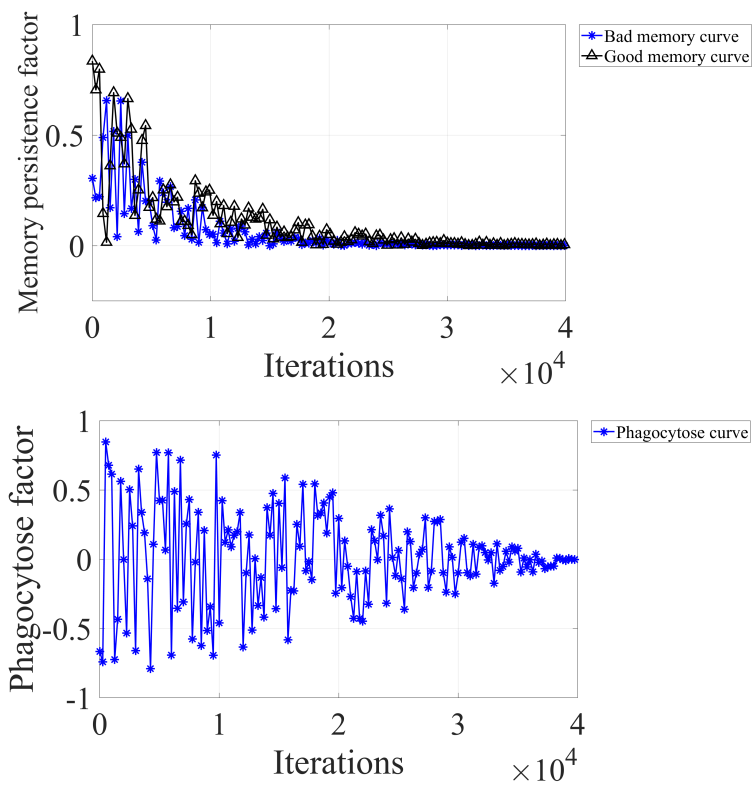 Memory persistence factor
1
0.5
0
0
1
2
3
4
Iterations
×10^4
Bad memory curve
Good memory curve
Phagocytose factor
1
0.5
0
-0.5
-1
0
1
2
3
4
Iterations
×10^4
Phagocytose curve